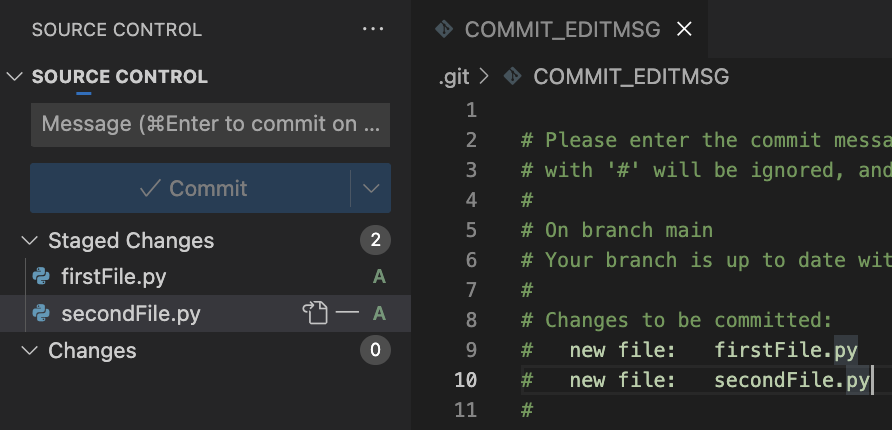 SOURCE CONTROL ...
SOURCE CONTROL
Message (⌘Enter to commit on ...
Commit
Staged Changes 2
firstFile.py A
secondFile.py A
Changes 0
COMMIT_EDITMSG
.git > COMMIT_EDITMSG
1
2 # Please enter the commit messa
3 # with '#' will be ignored, and
4 #
5 # On branch main
6 # Your branch is up to date wit
7 #
8 # Changes to be committed:
9 # new file: firstFile.py
10 # new file: secondFile.py
11 #